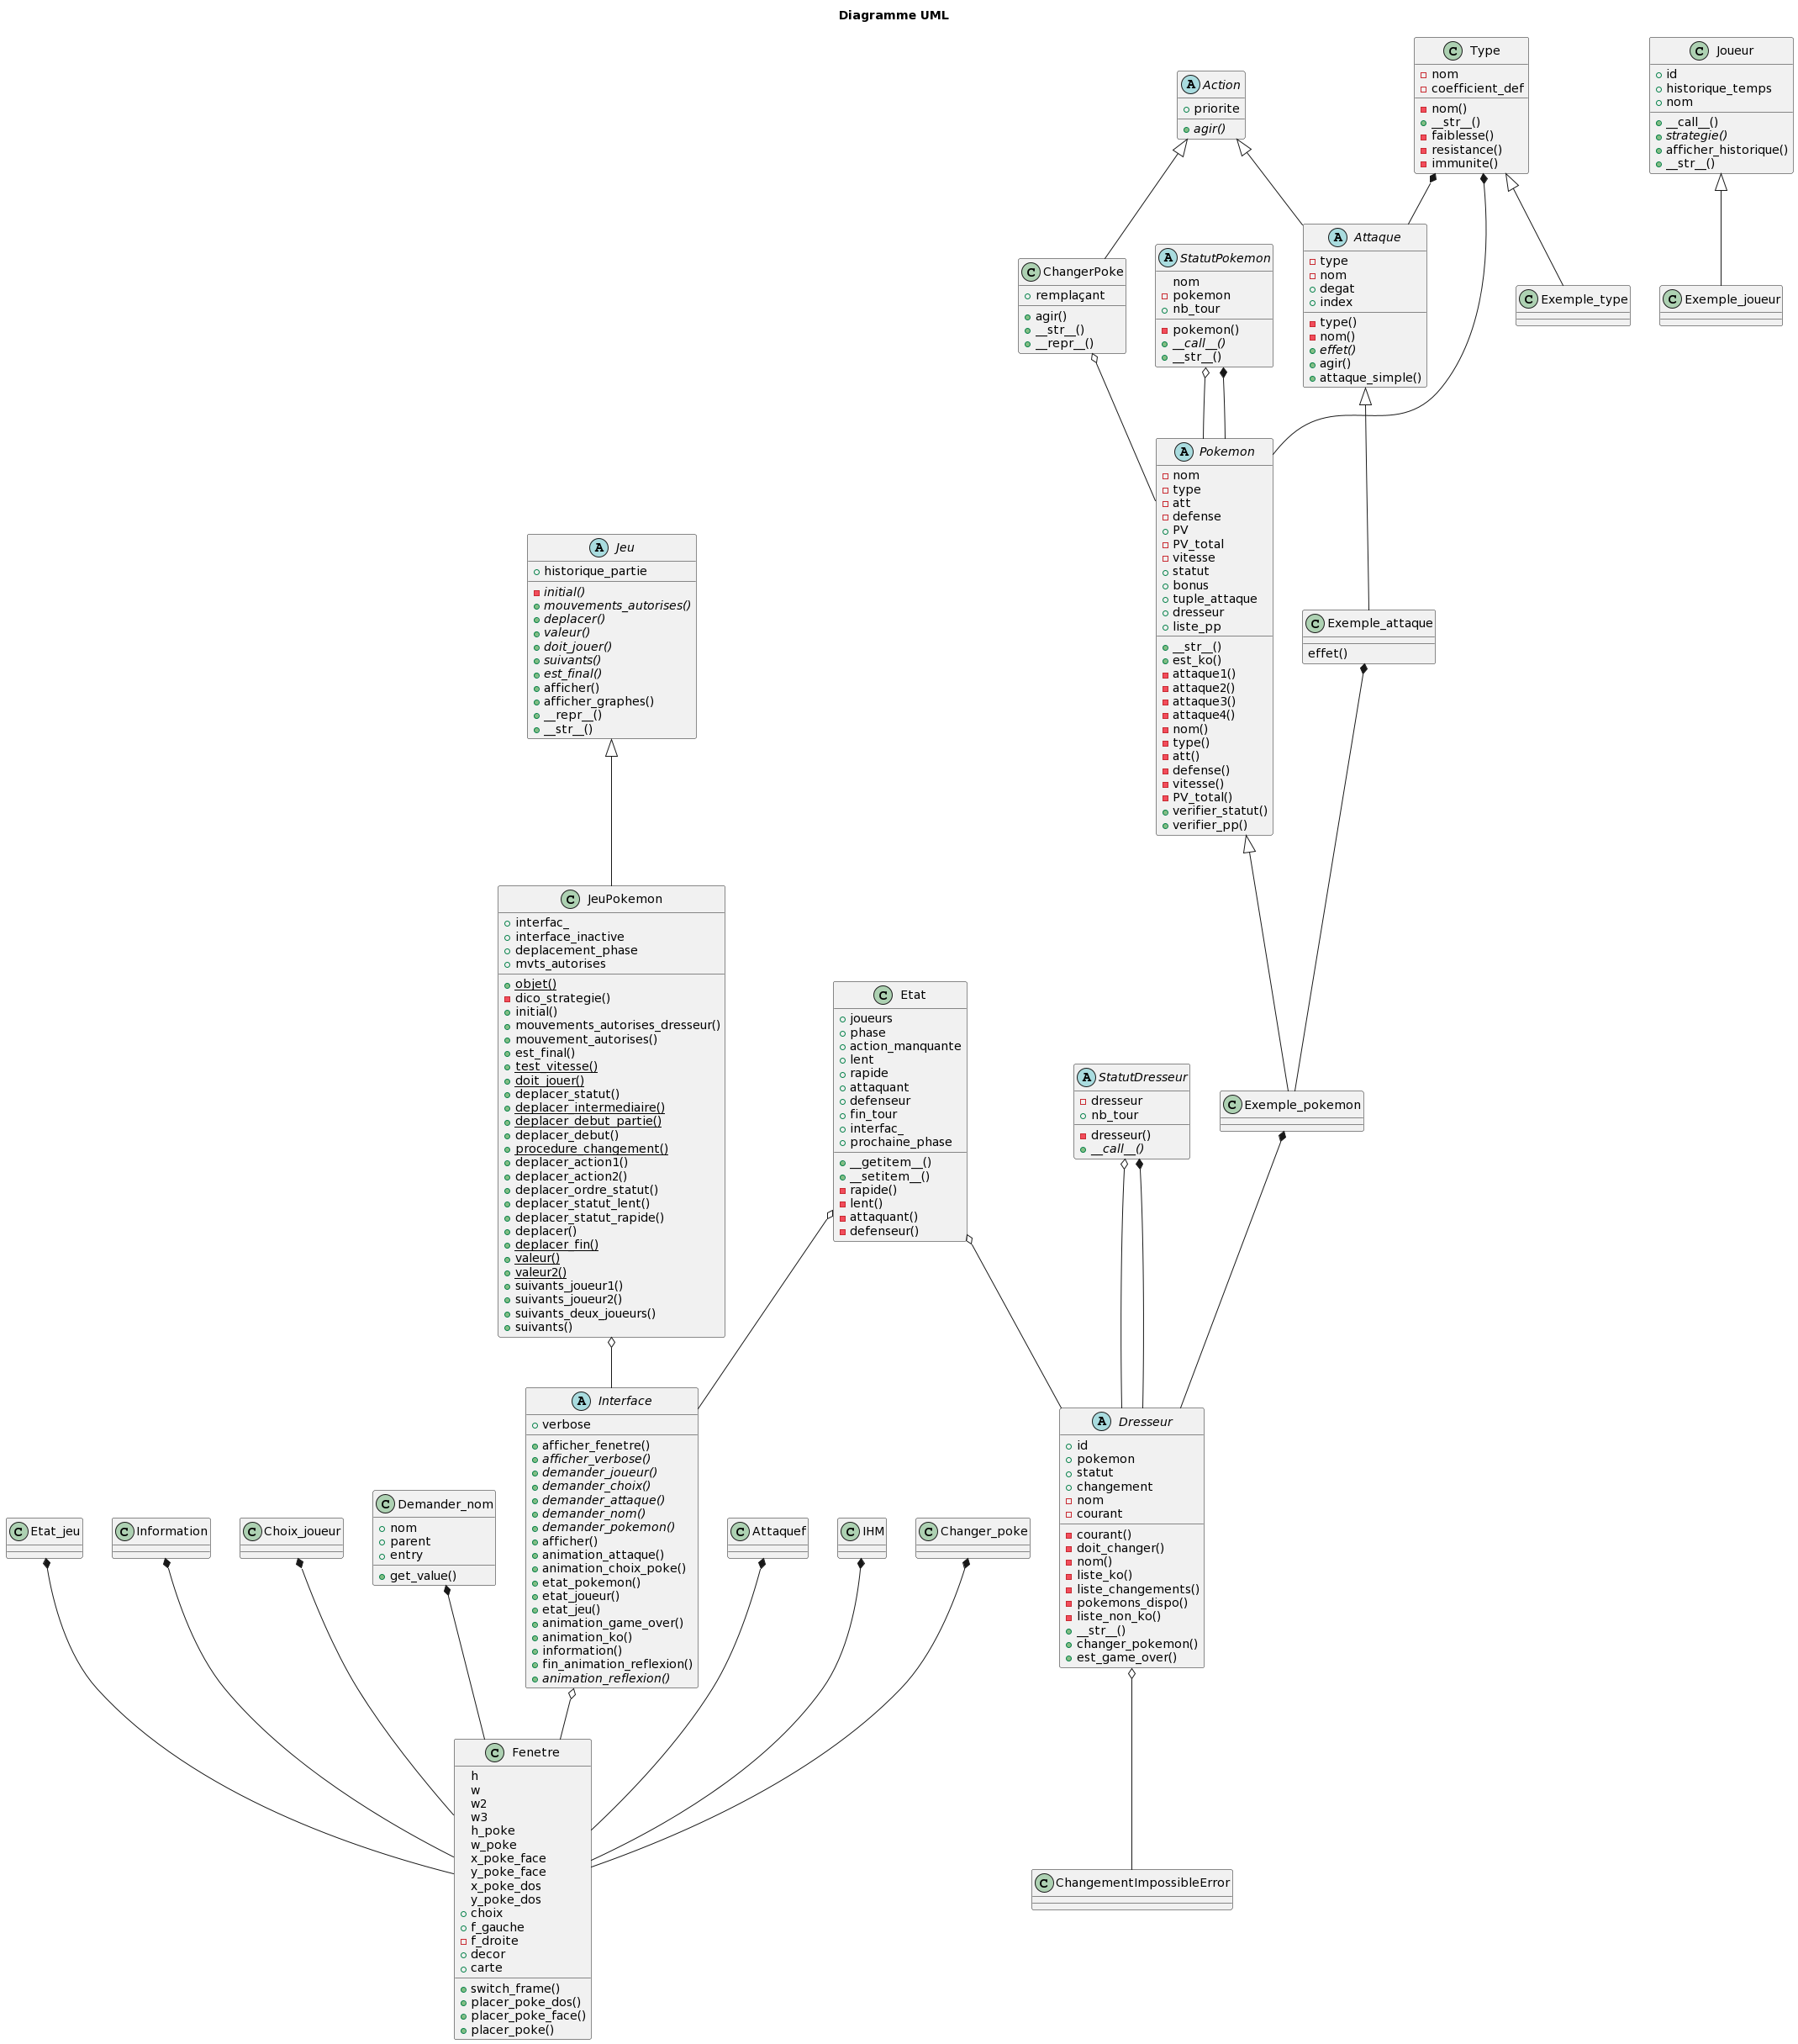 Diagramme UML
C Type
nom
coefficient_def
nom()
__str__()
faiblesse()
resistance()
immunite()
C Joueur
id
historique_temps
nom
__call__()
strategie()
afficher_historique()
__str__()
A Action
priorite
agir()
C ChangerPoke
remplaçant
agir()
__str__()
__repr__()
A StatutPokemon
nom
pokemon
nb_tour
pokemon()
__call__()
__str__()
A Attaque
type
nom
degat
index
type()
nom()
effet()
agir()
attaque_simple()
C Exemple_type
C Exemple_joueur
A Pokemon
nom
type
att
defense
PV
PV_total
vitesse
statut
bonus
tuple_attaque
dresseur
liste_pp
__str__()
est_ko()
attaque1()
attaque2()
attaque3()
attaque4()
nom()
type()
att()
defense()
vitesse()
PV_total()
verifier_statut()
verifier_pp()
A Jeu
historique_partie
initial()
mouvements_autorises()
deplacer()
valeur()
doit_jouer()
suivants()
est_final()
afficher()
afficher_graphes()
__repr__()
__str__()
C Exemple_attaque
effet()
C JeuPokemon
interfac_
interface_inactive
deplacement_phase
mvts_autorises
objet()
dico_strategie()
initial()
mouvements_autorises_dresseur()
mouvement_autorises()
est_final()
test_vitesse()
doit_jouer()
deplacer_statut()
deplacer_intermediaire()
deplacer_debut_partie()
deplacer_debut()
procedure_changement()
deplacer_action1()
deplacer_action2()
deplacer_ordre_statut()
deplacer_statut_lent()
deplacer_statut_rapide()
deplacer()
deplacer_fin()
valeur()
valeur2()
suivants_joueur1()
suivants_joueur2()
suivants_deux_joueurs()
suivants()
C Etat
joueurs
phase
action_manquante
lent
rapide
attaquant
defenseur
fin_tour
interfac_
prochaine_phase
__getitem__()
__setitem__()
rapide()
lent()
attaquant()
defenseur()
A StatutDresseur
dresseur
nb_tour
dresseur()
__call__()
C Exemple_pokemon
A Interface
verbose
afficher_fenetre()
afficher_verbose()
demander_joueur()
demander_choix()
demander_attaque()
demander_nom()
demander_pokemon()
afficher()
animation_attaque()
animation_choix_poke()
etat_pokemon()
etat_joueur()
etat_jeu()
animation_game_over()
animation_ko()
information()
fin_animation_reflexion()
animation_reflexion()
A Dresseur
id
pokemon
statut
changement
nom
courant
courant()
doit_changer()
nom()
liste_ko()
liste_changements()
pokemons_dispo()
liste_non_ko()
__str__()
changer_pokemon()
est_game_over()
C Etat_jeu
C Information
C Choix_joueur
C Demander_nom
nom
parent
entry
get_value()
C Attaquef
C IHM
C Changer_poke
C Fenetre
h
w
w2
w3
h_poke
w_poke
x_poke_face
y_poke_face
x_poke_dos
y_poke_dos
choix
f_gauche
f_droite
decor
carte
switch_frame()
placer_poke_dos()
placer_poke_face()
placer_poke()
C ChangementImpossibleError